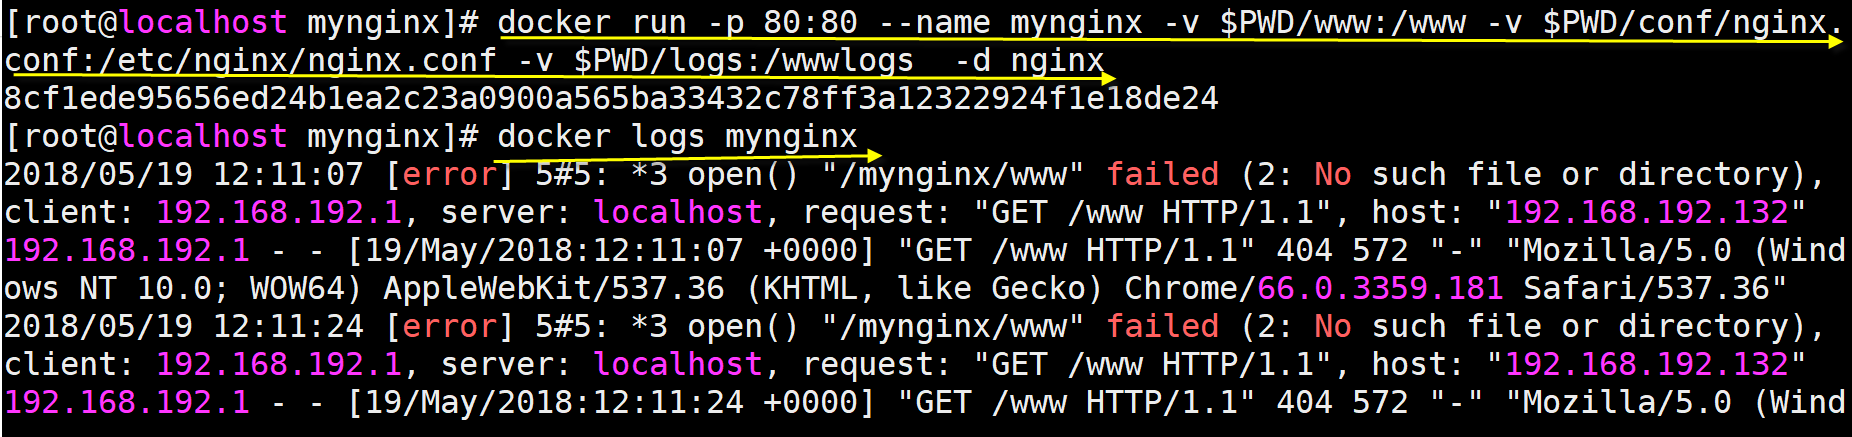 [root@localhost mynginx]# docker run -p 80:80 --name mynginx -v $PWD/www:/www -v $PWD/conf/nginx.
conf:/etc/nginx/nginx.conf -v $PWD/logs:/wwwlogs  -d nginx
8cf1ede95656ed24b1ea2c23a0900a565ba33432c78ff3a12322924f1e18de24
[root@localhost mynginx]# docker logs mynginx
2018/05/19 12:11:07 [error] 5#5: *3 open() "/mynginx/www" failed (2: No such file or directory),
client: 192.168.192.1, server: localhost, request: "GET /www HTTP/1.1", host: "192.168.192.132"
192.168.192.1 - - [19/May/2018:12:11:07 +0000] "GET /www HTTP/1.1" 404 572 "-" "Mozilla/5.0 (Wind
ows NT 10.0; WOW64) AppleWebKit/537.36 (KHTML, like Gecko) Chrome/66.0.3359.181 Safari/537.36"
2018/05/19 12:11:24 [error] 5#5: *3 open() "/mynginx/www" failed (2: No such file or directory),
client: 192.168.192.1, server: localhost, request: "GET /www HTTP/1.1", host: "192.168.192.132"
192.168.192.1 - - [19/May/2018:12:11:24 +0000] "GET /www HTTP/1.1" 404 572 "-" "Mozilla/5.0 (Wind